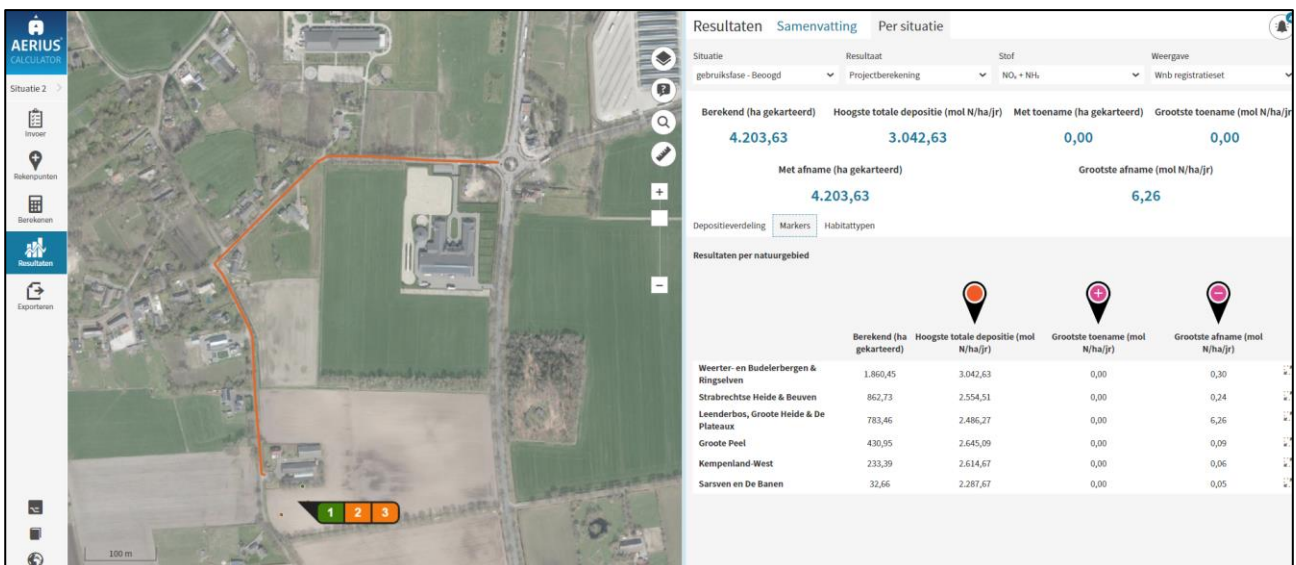 AERIUS
CALCULATOR
Situatie 2
Invoer
Rekenpunten
Berekenen
Resultaten
Exporteren
100 m
1 2 3
Resultaten Samenvatting Per situatie
Situatie Resultaat Stof Weergave
gebruiksfase - Beoogd Projectberekening NOₓ + NH₃ Wnb registratieset
Berekend (ha gekarteerd) Hoogste totale depositie (mol N/ha/jr) Met toename (ha gekarteerd) Grootste toename (mol N/ha/jr
4.203,63 3.042,63 0,00 0,00
Met afname (ha gekarteerd) Grootste afname (mol N/ha/jr)
4.203,63 6,26
Depositieverdeling Markers Habitattypen
Resultaten per natuurgebied
Berekend (ha gekarteerd) Hoogste totale depositie (mol N/ha/jr) Grootste toename (mol N/ha/jr) Grootste afname (mol N/ha/jr)
Weerter- en Budelerbergen & Ringselven 1.860,45 3.042,63 0,00 0,30
Strabrechtse Heide & Beuven 862,73 2.554,51 0,00 0,24
Leenderbos, Groote Heide & De Plateaux 783,46 2.486,27 0,00 6,26
Groote Peel 430,95 2.645,09 0,00 0,09
Kempenland-West 233,39 2.614,67 0,00 0,06
Sarsven en De Banen 32,66 2.287,67 0,00 0,05